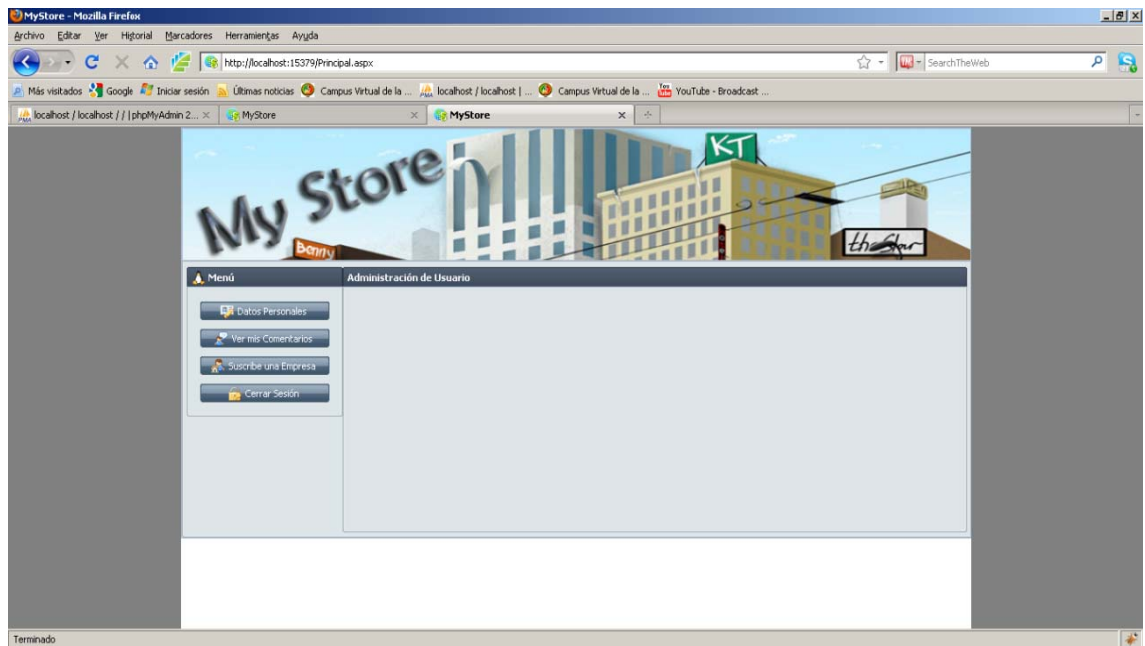 MyStore - Mozilla Firefox
Archivo Editar Ver Historial Marcadores Herramientas Ayuda
http://localhost:15379/Principal.aspx
SearchTheWeb
Más visitados Google Iniciar sesión Últimas noticias Campus Virtual de la ... localhost / localhost | ... Campus Virtual de la ... YouTube - Broadcast ...
localhost / localhost / / | phpMyAdmin 2... MyStore MyStore
My Store
KT
Benny
the Star
Menú
Administración de Usuario
Datos Personales
Ver mis Comentarios
Suscribe una Empresa
Cerrar Sesión
Terminado